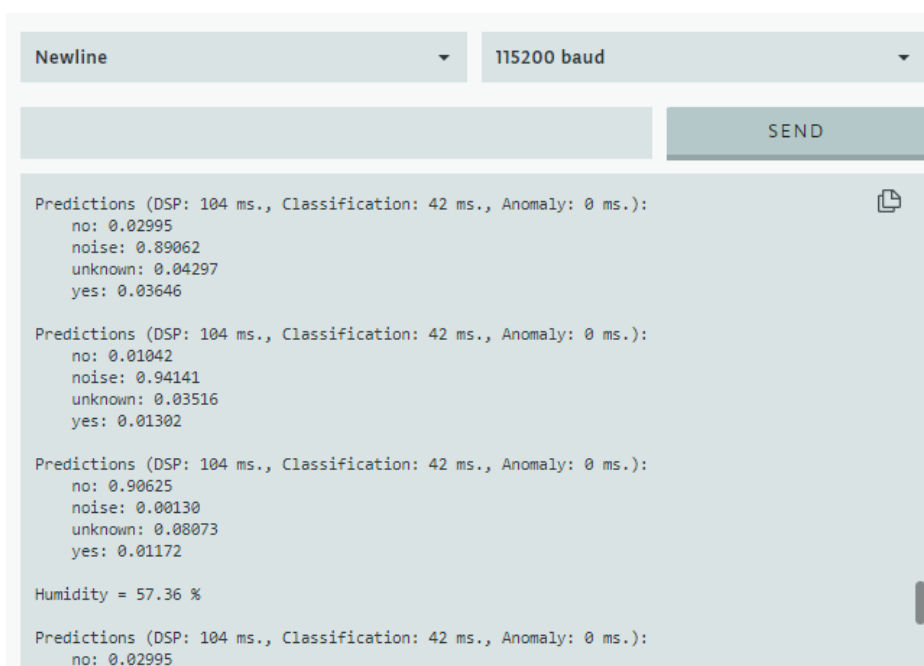 Newline
115200 baud
SEND
Predictions (DSP: 104 ms., Classification: 42 ms., Anomaly: 0 ms.):
no: 0.02995
noise: 0.89062
unknown: 0.04297
yes: 0.03646
Predictions (DSP: 104 ms., Classification: 42 ms., Anomaly: 0 ms.):
no: 0.01042
noise: 0.94141
unknown: 0.03516
yes: 0.01302
Predictions (DSP: 104 ms., Classification: 42 ms., Anomaly: 0 ms.):
no: 0.90625
noise: 0.00130
unknown: 0.08073
yes: 0.01172
Humidity = 57.36 %
Predictions (DSP: 104 ms., Classification: 42 ms., Anomaly: 0 ms.):
no: 0.02995